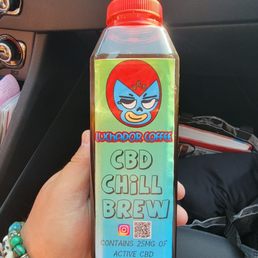 LUCHADOR COFFEE
CBD
CHILL
BREW
CONTAINS 25MG OF
ACTIVE CBD